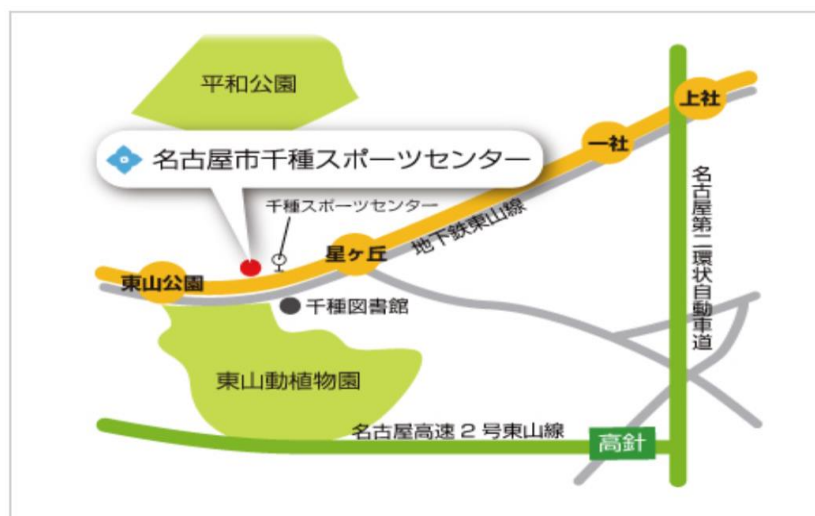 平和公園
上社
一社
名古屋市千種スポーツセンター
千種スポーツセンター
地下鉄東山線
名古屋第二環状自動車道
星ヶ丘
東山公園
千種図書館
東山動植物園
名古屋高速2号東山線
高針